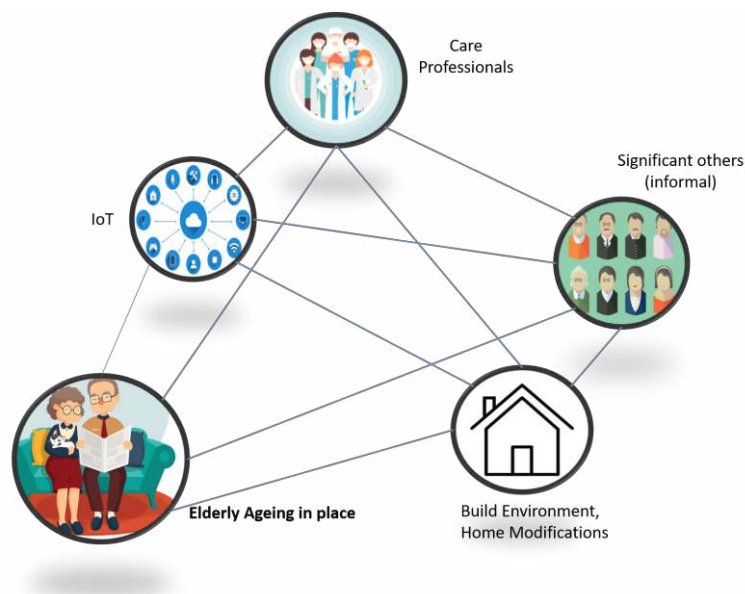 Care
Professionals
Significant others
(informal)
IoT
Elderly Ageing in place
Build Environment,
Home Modifications